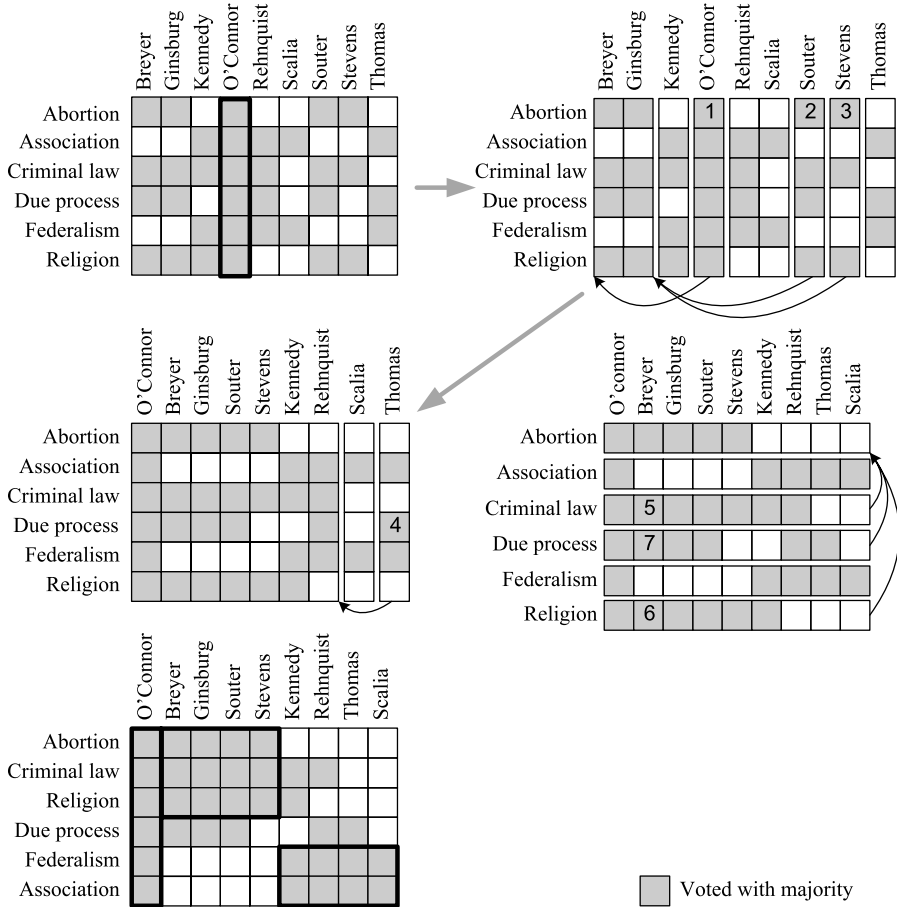 Breyer Ginsburg Kennedy O'Connor Rehnquist Scalia Souter Stevens Thomas
Abortion
Association
Criminal law
Due process
Federalism
Religion
Breyer Ginsburg Kennedy O'Connor Rehnquist Scalia Souter Stevens Thomas
Abortion 1 2 3
Association
Criminal law
Due process
Federalism
Religion
O'Connor Breyer Ginsburg Souter Stevens Kennedy Rehnquist Scalia Thomas
Abortion
Association
Criminal law
Due process 4
Federalism
Religion
O'connor Breyer Ginsburg Souter Stevens Kennedy Rehnquist Thomas Scalia
Abortion
Association
Criminal law 5
Due process 7
Federalism
Religion 6
O'Connor Breyer Ginsburg Souter Stevens Kennedy Rehnquist Thomas Scalia
Abortion
Criminal law
Religion
Due process
Federalism
Association
Voted with majority